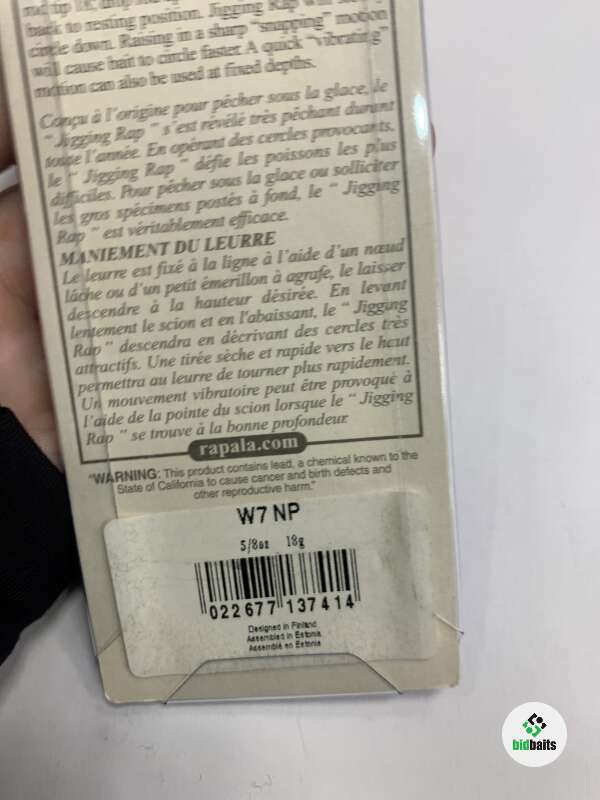 back to resting position. Jigging Rap
circle down. Raising in a sharp "snapping" motion
will cause bait to circle faster. A quick "vibrating"
motion can also be used at fixed depths.
Conçu à l'origine pour pêcher sous la glace, le
" Jigging Rap " s'est révélé très pêchant durant
toute l'année. En opérant des cercles provocants,
le " Jigging Rap " défie les poissons les plus
difficiles. Pour pêcher sous la glace ou solliciter
les gros spécimens postés à fond, le " Jigging
Rap " est véritablement efficace.
MANIEMENT DU LEURRE
Le leurre est fixé à la ligne à l'aide d'un nœud
lâche ou d'un petit émerillon à agrafe, le laisser
descendre à la hauteur désirée. En levant
lentement le scion et en l'abaissant, le " Jigging
Rap " descendra en décrivant des cercles très
attractifs. Une tirée sèche et rapide vers le haut
permettra au leurre de tourner plus rapidement.
Un mouvement vibratoire peut être provoqué à
l'aide de la pointe du scion lorsque le " Jigging
Rap " se trouve à la bonne profondeur.
rapala.com
"WARNING: This product contains lead, a chemical known to the
State of California to cause cancer and birth defects and
other reproductive harm."
W7 NP
5/8oz 18g
022677 137414
Designed in Finland
Assembled in Estonia
Assemblé en Estonie
bidbaits